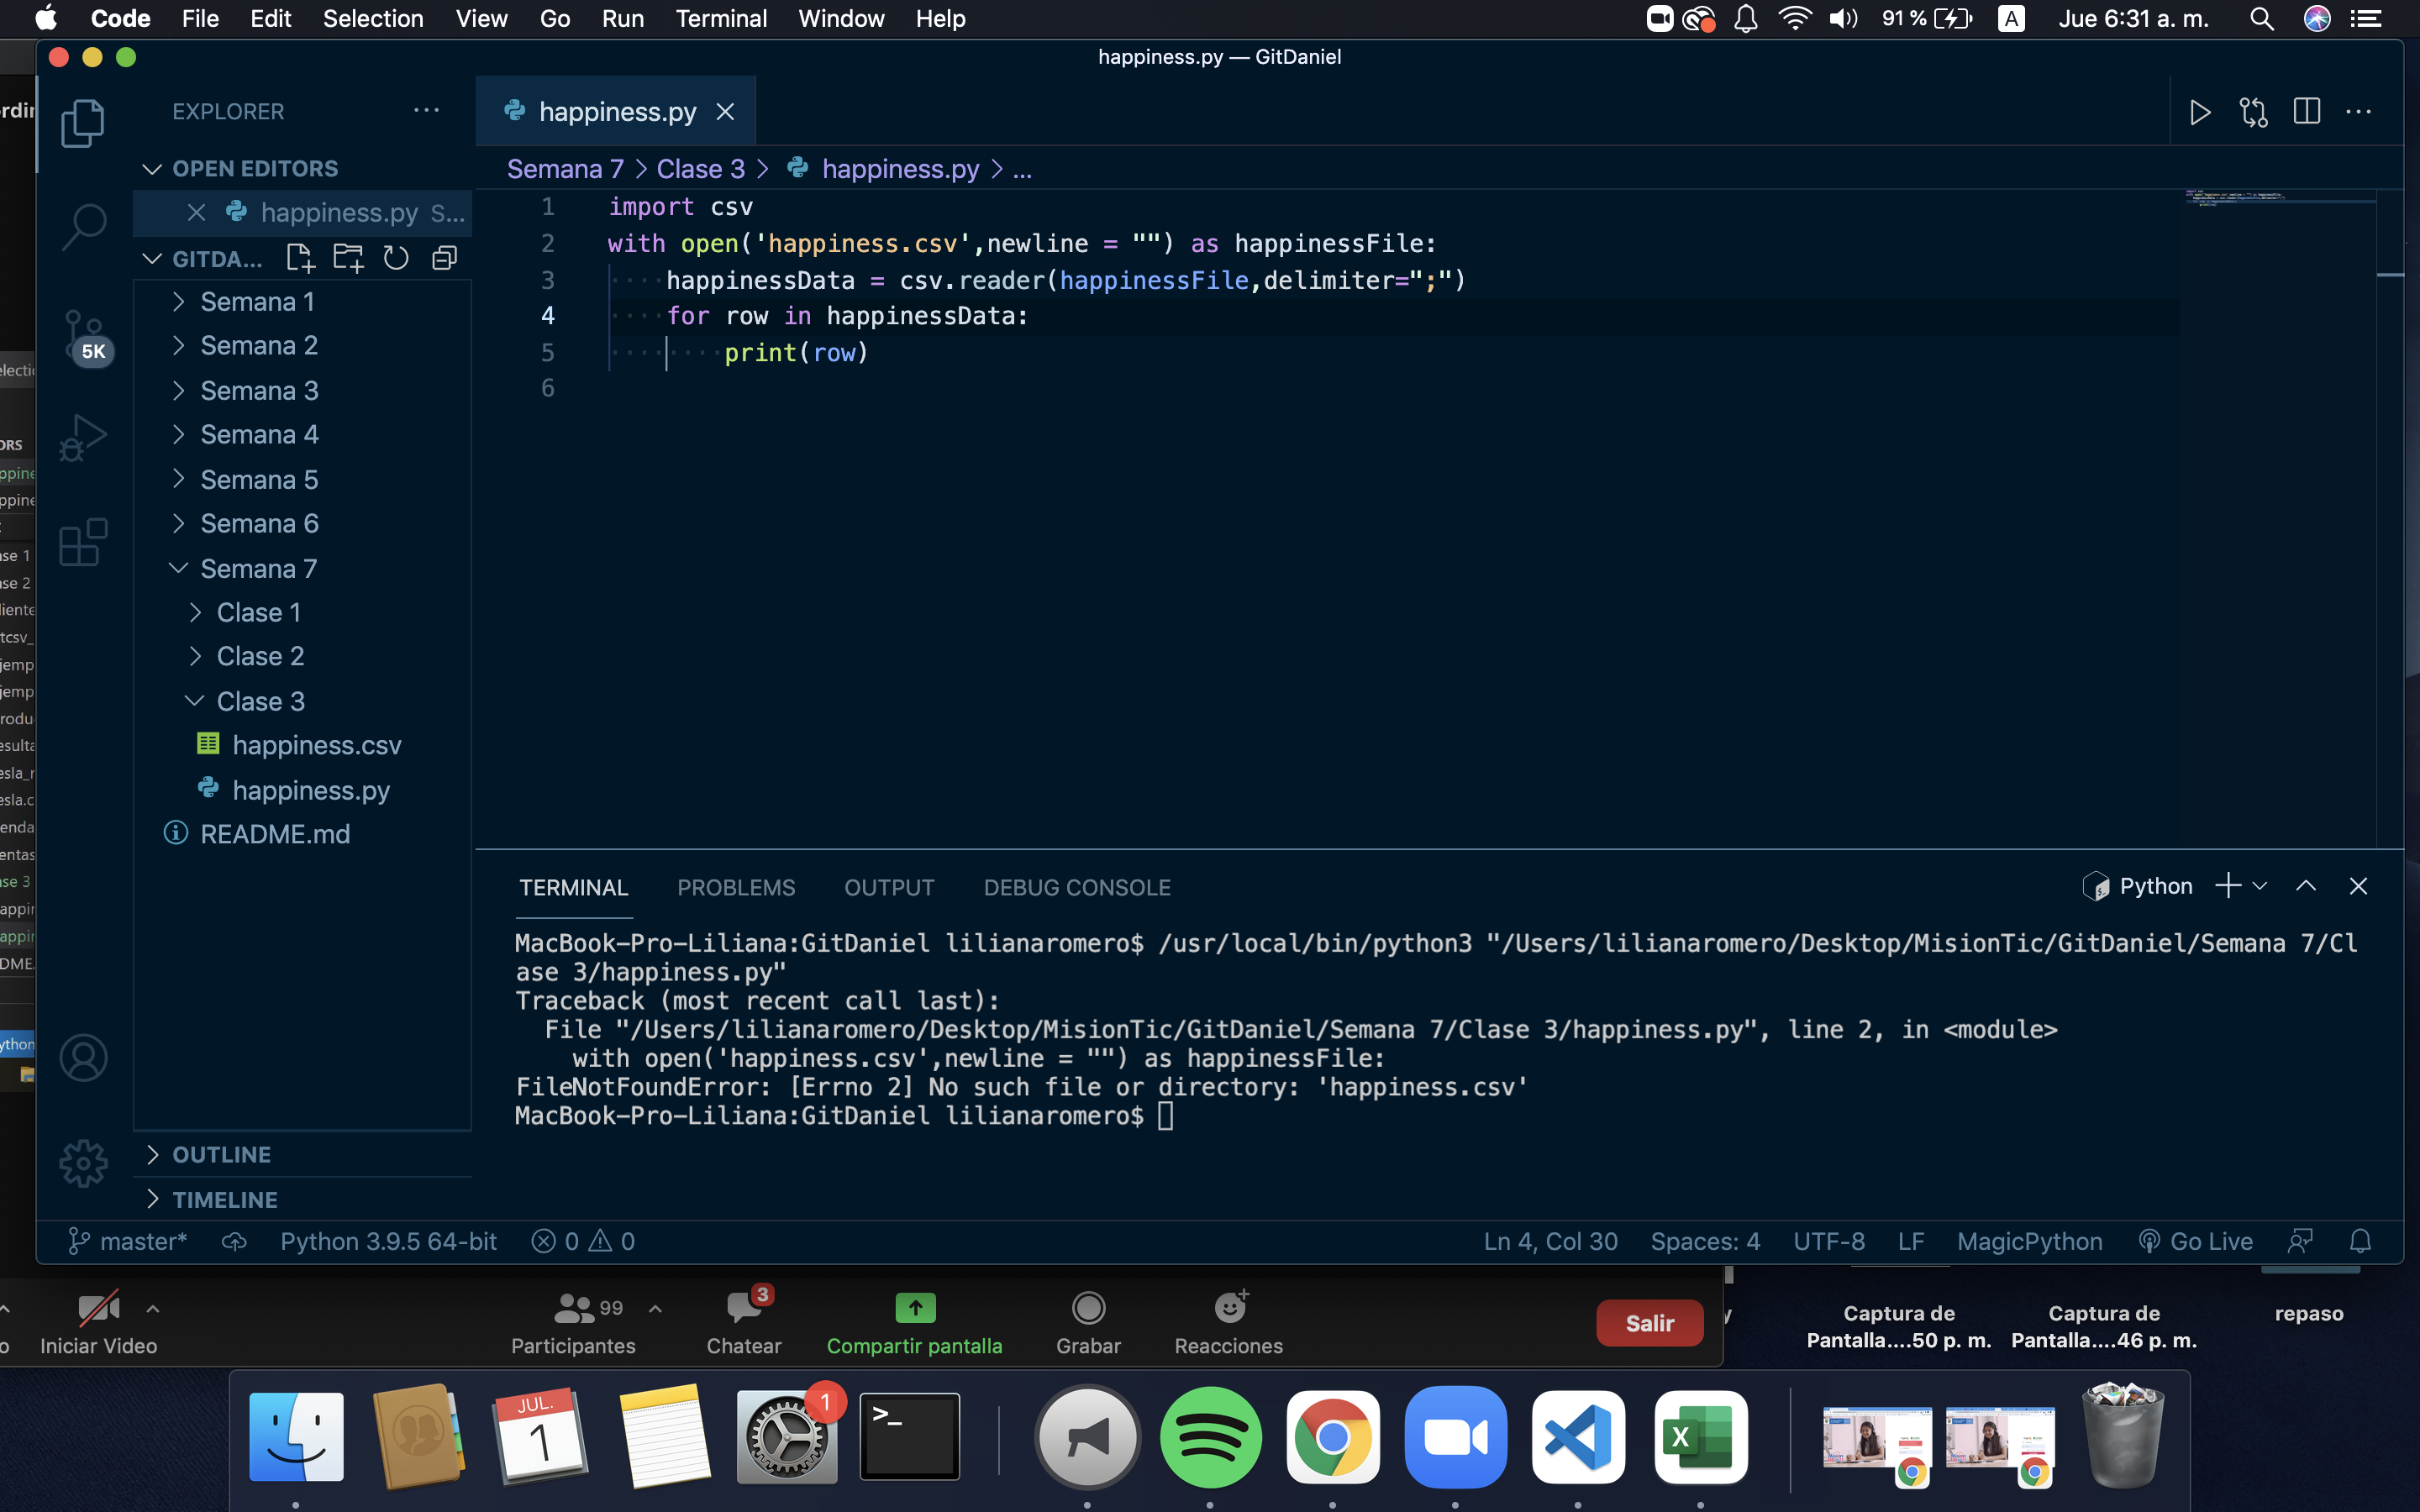 Code File Edit Selection View Go Run Terminal Window Help 91 % A Jue 6:31 a. m.
happiness.py — GitDaniel
EXPLORER
happiness.py
OPEN EDITORS
Semana 7 > Clase 3 > happiness.py > ...
happiness.py S...
GITDA...
1 import csv
2 with open('happiness.csv',newline = "") as happinessFile:
3 happinessData = csv.reader(happinessFile,delimiter=";")
4 for row in happinessData:
5 print(row)
6
5K
Semana 1
Semana 2
Semana 3
Semana 4
Semana 5
Semana 6
Semana 7
Clase 1
Clase 2
Clase 3
happiness.csv
happiness.py
README.md
OUTLINE
TIMELINE
TERMINAL PROBLEMS OUTPUT DEBUG CONSOLE Python
MacBook-Pro-Liliana:GitDaniel lilianaromero$ /usr/local/bin/python3 "/Users/lilianaromero/Desktop/MisionTic/GitDaniel/Semana 7/Cl
ase 3/happiness.py"
Traceback (most recent call last):
File "/Users/lilianaromero/Desktop/MisionTic/GitDaniel/Semana 7/Clase 3/happiness.py", line 2, in <module>
with open('happiness.csv',newline = "") as happinessFile:
FileNotFoundError: [Errno 2] No such file or directory: 'happiness.csv'
MacBook-Pro-Liliana:GitDaniel lilianaromero$
master* Python 3.9.5 64-bit 0 0 Ln 4, Col 30 Spaces: 4 UTF-8 LF MagicPython Go Live
99
3
Iniciar Video Participantes Chatear Compartir pantalla Grabar Reacciones Salir
Captura de
Pantalla....50 p. m.
Captura de
Pantalla....46 p. m.
repaso
JUL.
1
1
>_
X